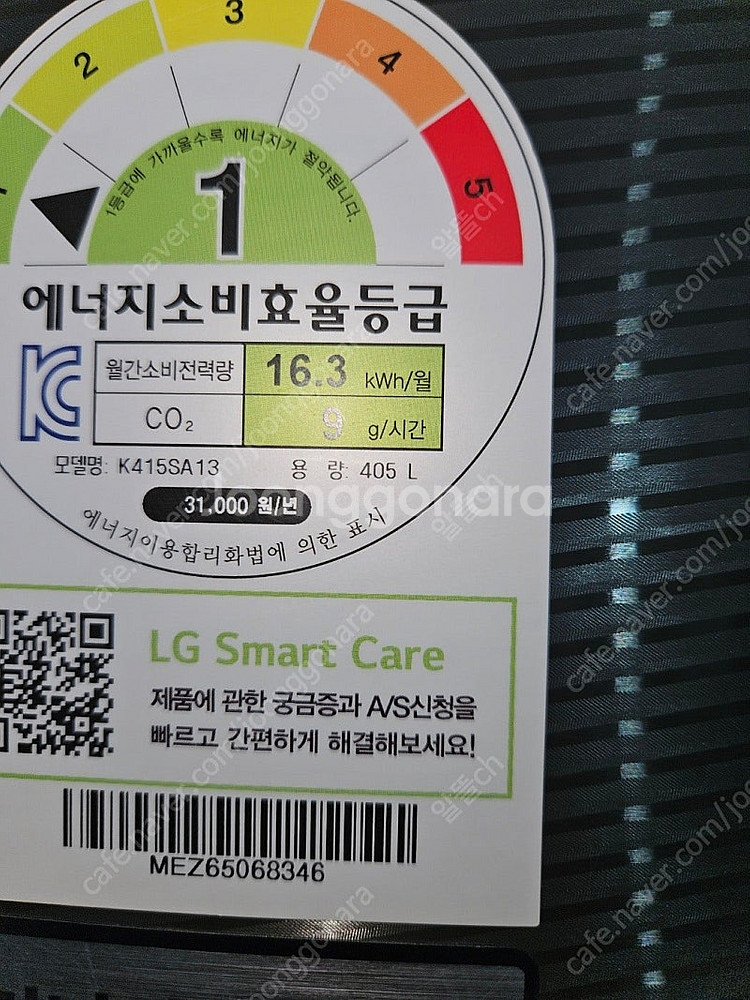 2
3
4
5
1등급에 가까울수록 에너지가 절약됩니다.
1
에너지소비효율등급
월간소비전력량 16.3 kWh/월
CO₂ 9 g/시간
모델명: K415SA13 용 량: 405 L
31,000 원/년
에너지이용합리화법에 의한 표시
joonggonara
LG Smart Care
제품에 관한 궁금증과 A/S신청을
빠르고 간편하게 해결해보세요!
MEZ65068346